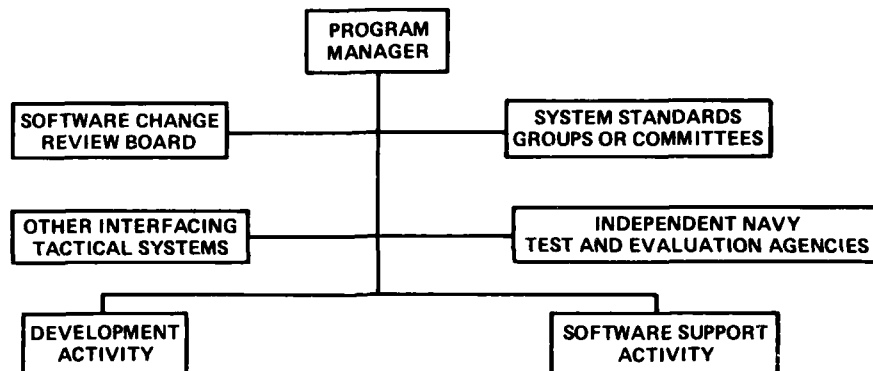 PROGRAM
MANAGER
SOFTWARE CHANGE
REVIEW BOARD
SYSTEM STANDARDS
GROUPS OR COMMITTEES
OTHER INTERFACING
TACTICAL SYSTEMS
INDEPENDENT NAVY
TEST AND EVALUATION AGENCIES
DEVELOPMENT
ACTIVITY
SOFTWARE SUPPORT
ACTIVITY